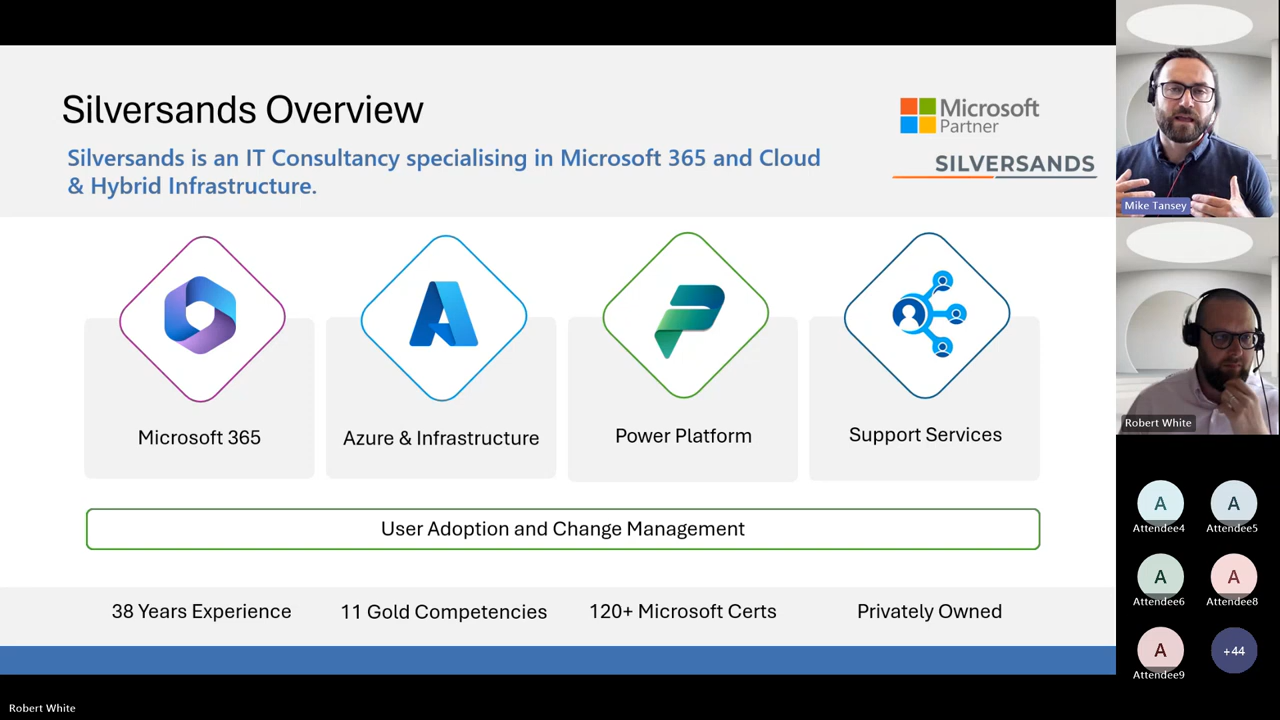 Silversands Overview
Silversands is an IT Consultancy specialising in Microsoft 365 and Cloud
& Hybrid Infrastructure.
Microsoft
Partner
SILVERSANDS
Microsoft 365
Azure & Infrastructure
Power Platform
Support Services
User Adoption and Change Management
38 Years Experience
11 Gold Competencies
120+ Microsoft Certs
Privately Owned
Mike Tansey
Robert White
A
Attendee4
A
Attendee5
A
Attendee6
A
Attendee8
A
Attendee9
+44
Robert White